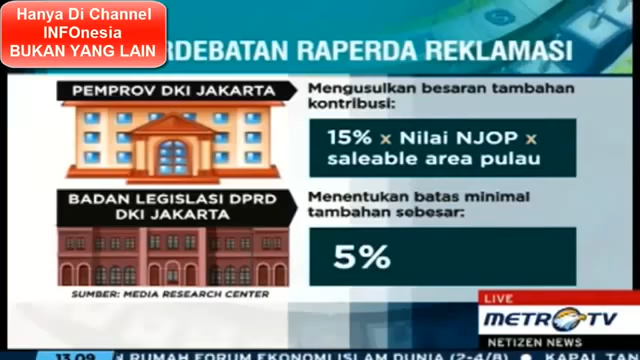 Hanya Di Channel
INFOnesia
BUKAN YANG LAIN
RDEBATAN RAPERDA REKLAMASI
PEMPROV DKI JAKARTA
Mengusulkan besaran tambahan
kontribusi:
15% x Nilai NJOP x
saleable area pulau
BADAN LEGISLASI DPRD
DKI JAKARTA
Menentukan batas minimal
tambahan sebesar:
5%
SUMBER: MEDIA RESEARCH CENTER
LIVE
METRO TV
NETIZEN NEWS
13.09 N RUMAH FORUM EKONOMI ISLAM DUNIA (2-4/8) • KAPAL TAN